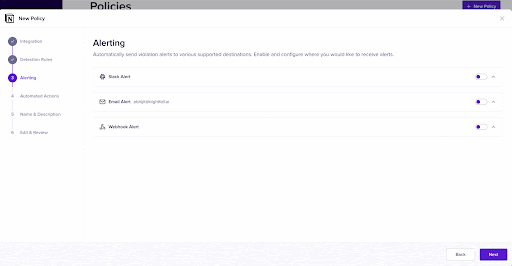 Policies
+ New Policy
New Policy
Integration
Detection Rules
3 Alerting
4 Automated Actions
5 Name & Description
6 Edit & Review
Alerting
Automatically send violation alerts to various supported destinations. Enable and configure where you would like to receive alerts.
Slack Alert
Email Alert
Webhook Alert
Back
Next